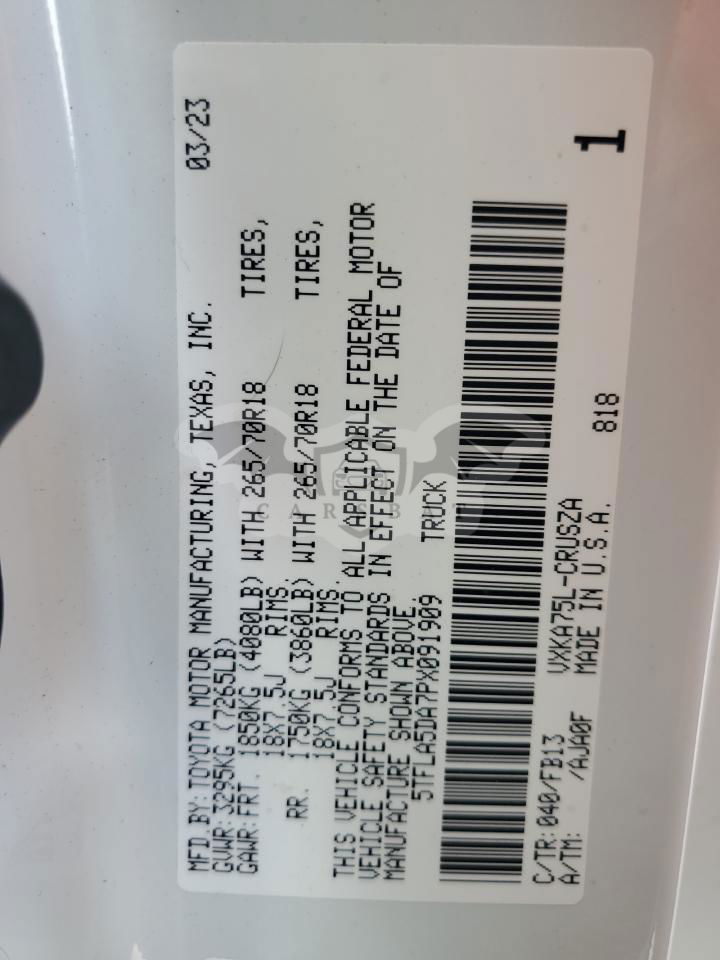 MFD.BY:TOYOTA MOTOR MANUFACTURING, TEXAS, INC. 03/23
GVWR:3295KG (7265LB)
GAWR:FRT. 1850KG (4080LB) WITH 265/70R18 TIRES,
18X7.5J RIMS.
RR. 1750KG (3860LB) WITH 265/70R18 TIRES,
18X7.5J RIMS.
THIS VEHICLE CONFORMS TO ALL APPLICABLE FEDERAL MOTOR
VEHICLE SAFETY STANDARDS IN EFFECT ON THE DATE OF
MANUFACTURE SHOWN ABOVE.
5TFLA5DA7PX091909 TRUCK
C/TR:040/FB13 VXKA75L-CRUSZA 818
A/TM: /AJA0F MADE IN U.S.A.
1
CARSBAT